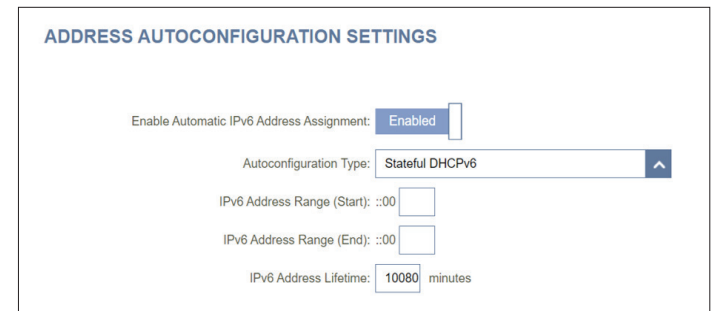 ADDRESS AUTOCONFIGURATION SETTINGS
Enable Automatic IPv6 Address Assignment: Enabled
Autoconfiguration Type: Stateful DHCPv6
IPv6 Address Range (Start): ::00
IPv6 Address Range (End): ::00
IPv6 Address Lifetime: 10080 minutes